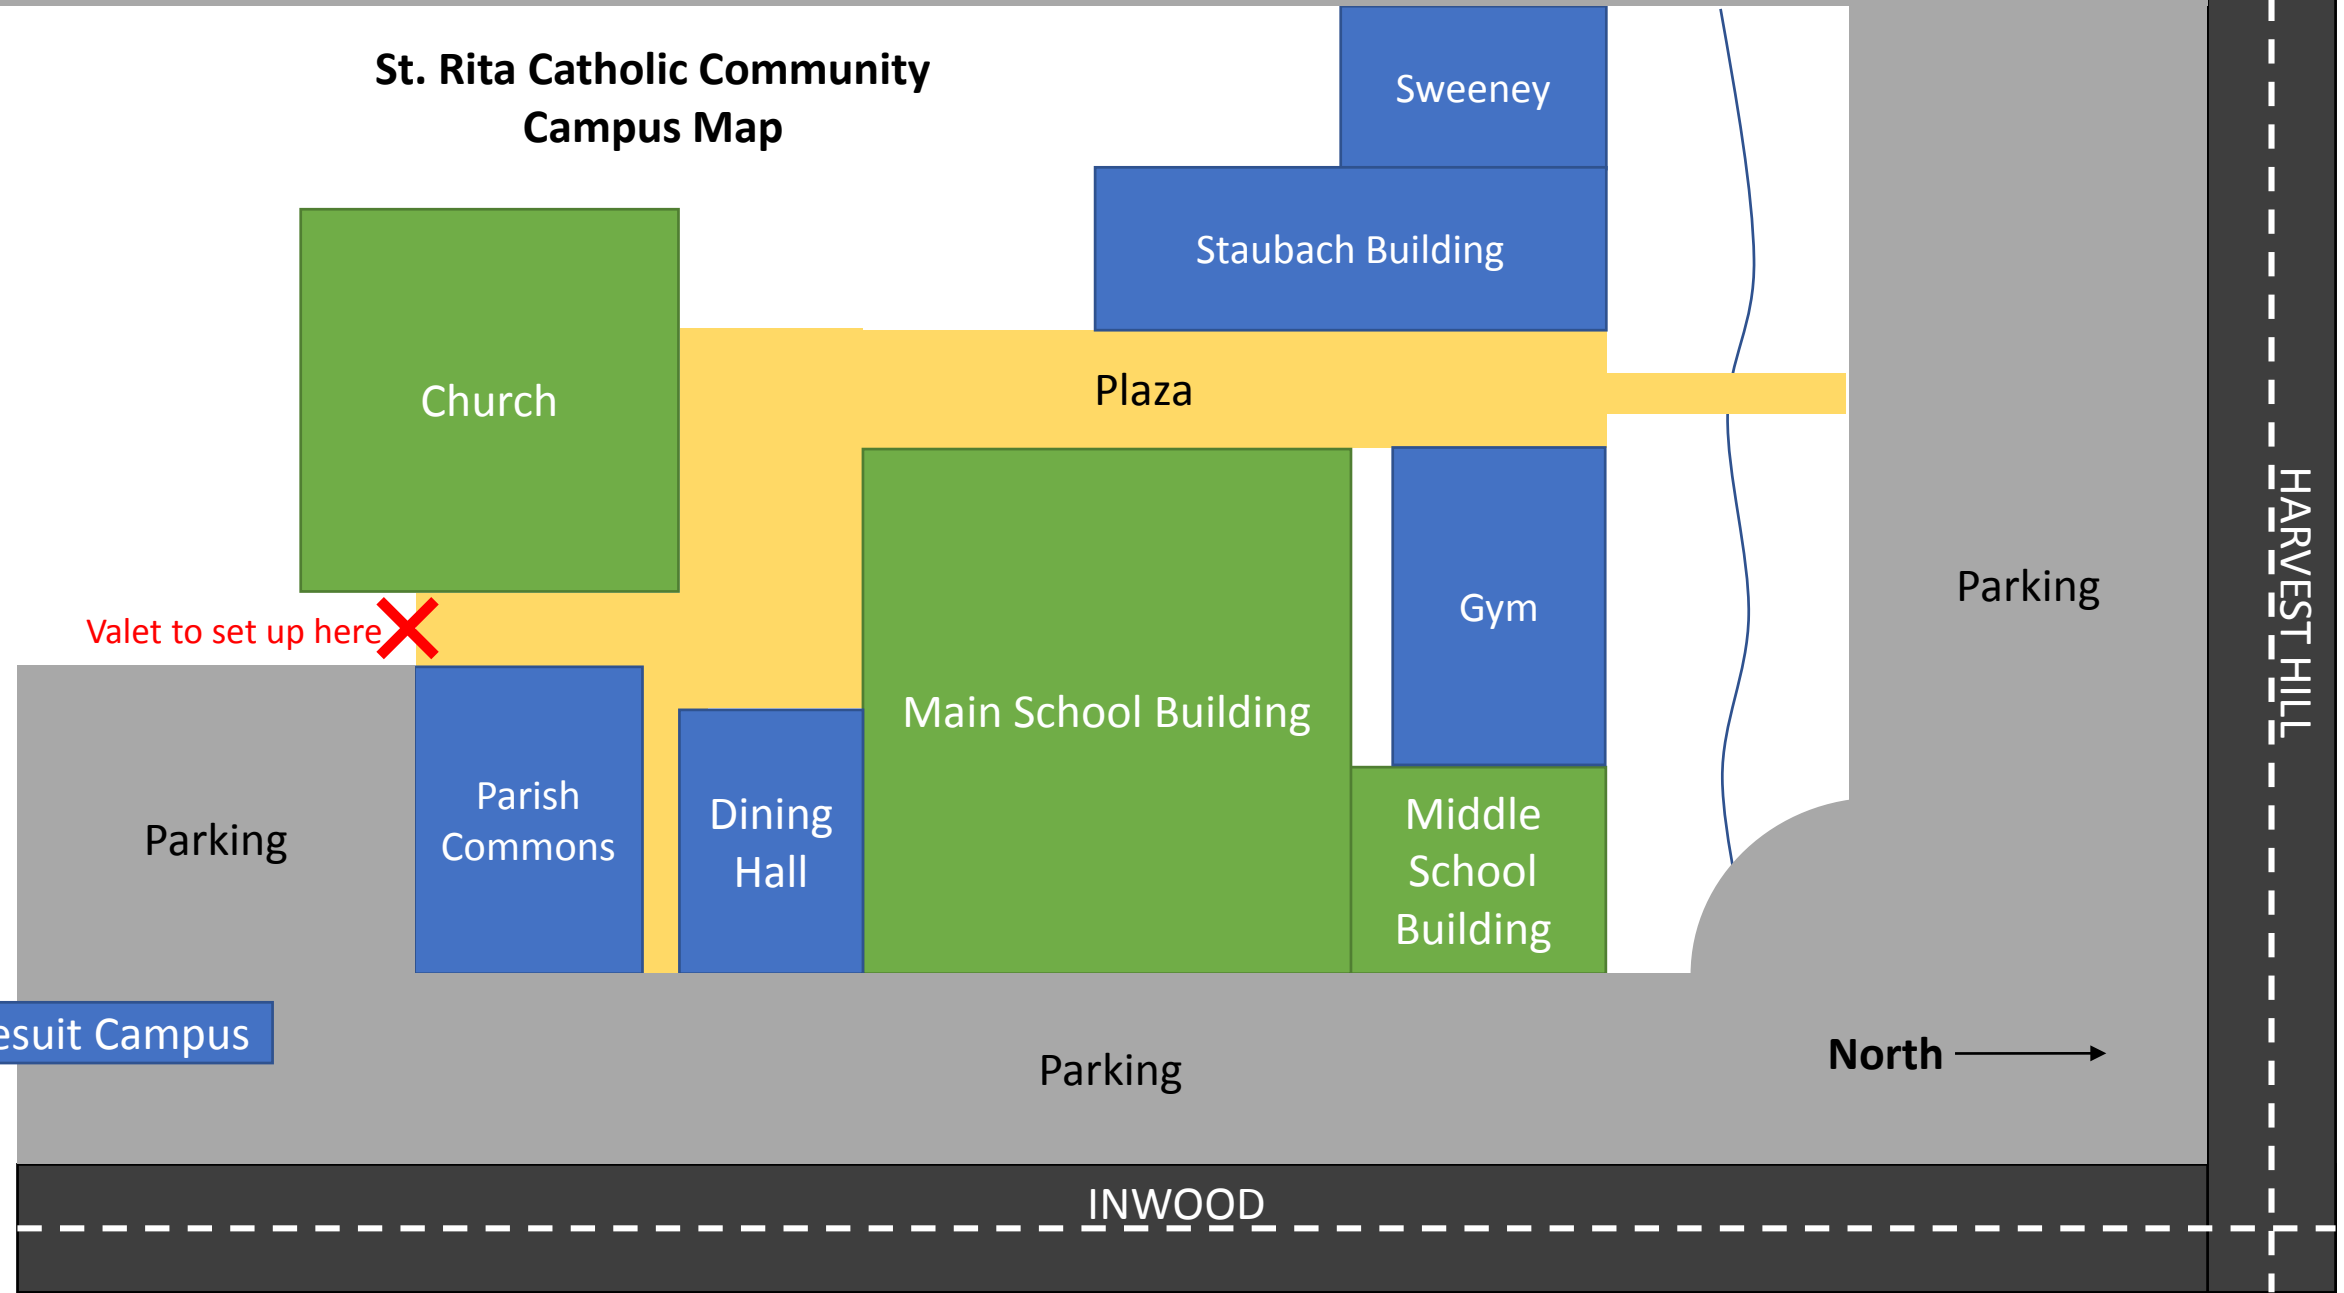 St. Rita Catholic Community
Campus Map
Sweeney
Staubach Building
Church
Plaza
HARVEST HILL
Parking
Gym
Valet to set up here
Main School Building
Parish
Commons
Dining
Hall
Middle
School
Building
Parking
esuit Campus
North
Parking
INWOOD